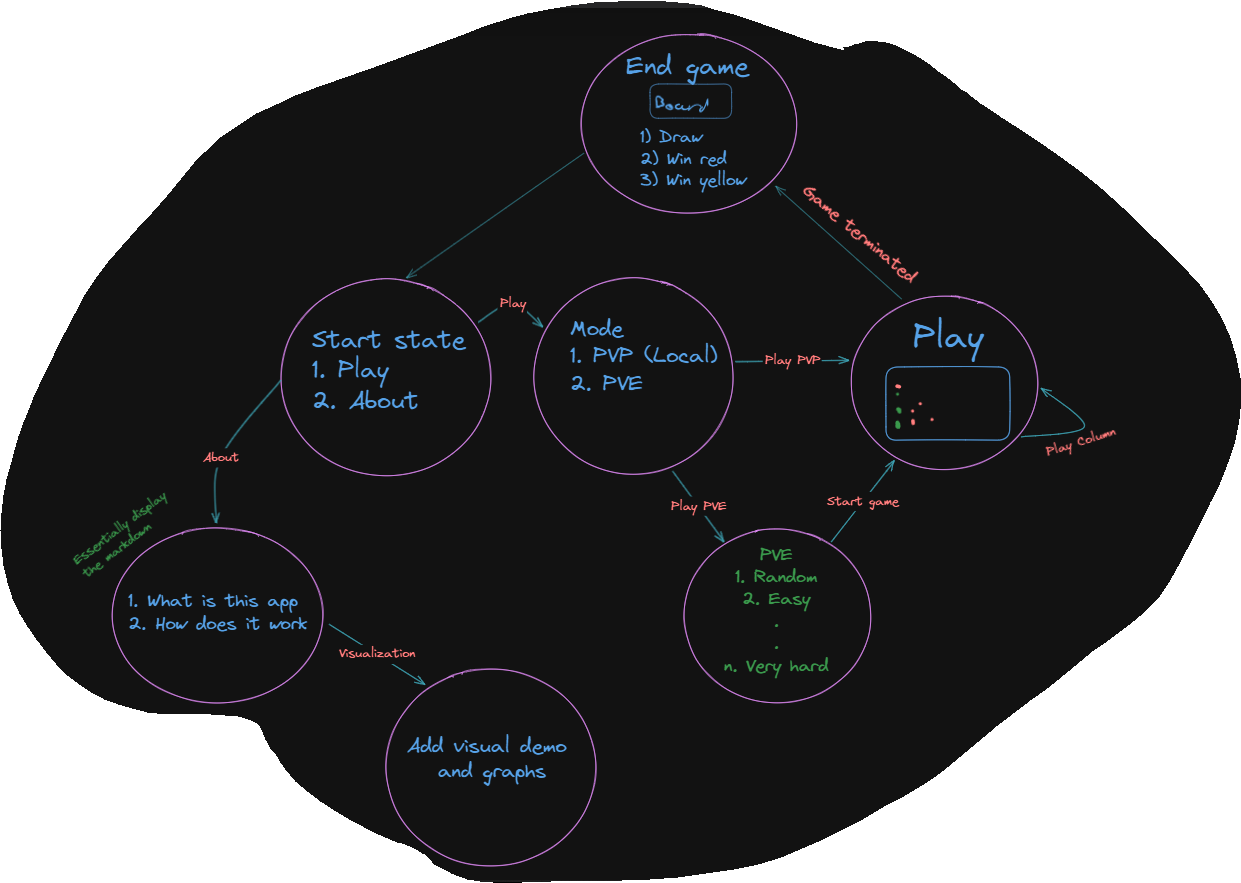 End game
Board
1) Draw
2) Win red
3) Win yellow
Game terminated
Start state
1. Play
2. About
Play
Mode
1. PVP (Local)
2. PVE
Play PVP
Play
Play Column
About
Essentially display
the markdown
Play PVE
Start game
PVE
1. Random
2. Easy
.
.
n. Very hard
1. What is this app
2. How does it work
Visualization
Add visual demo
and graphs